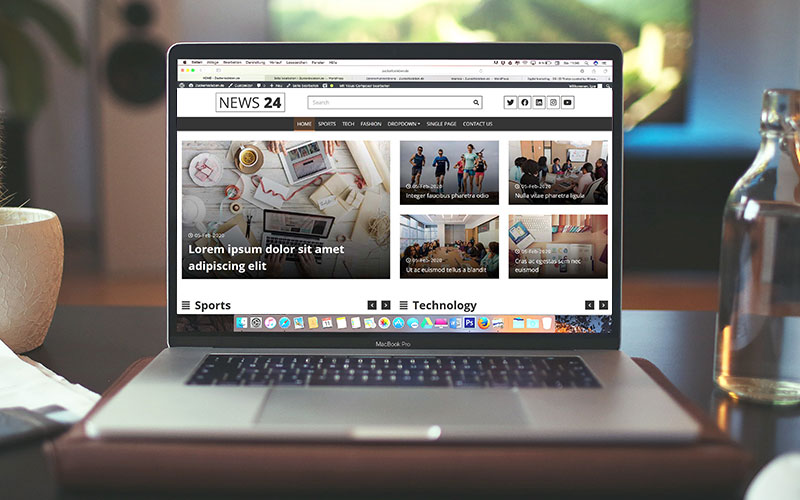 NEWS 24
Search
HOME SPORTS TECH FASHION DROPDOWN SINGLE PAGE CONTACT US
05-Feb-2020
Lorem ipsum dolor sit amet
adipiscing elit
05-Feb-2020
Integer faucibus pharetra odio
05-Feb-2020
Nulla vitae pharetra ligula
05-Feb-2020
Ut ac euismod tellus a blandit
05-Feb-2020
Cras ac egestas sem nec
euismod
Sports
Technology
MacBook Pro